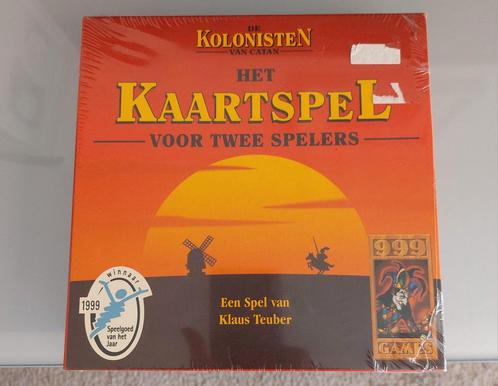 DE
KOLONISTEN
VAN CATAN
HET
KAARTSPEL
VOOR TWEE SPELERS
winnaar
1999
Speelgoed
van het
Jaar
Een Spel van
Klaus Teuber
999
GAMES